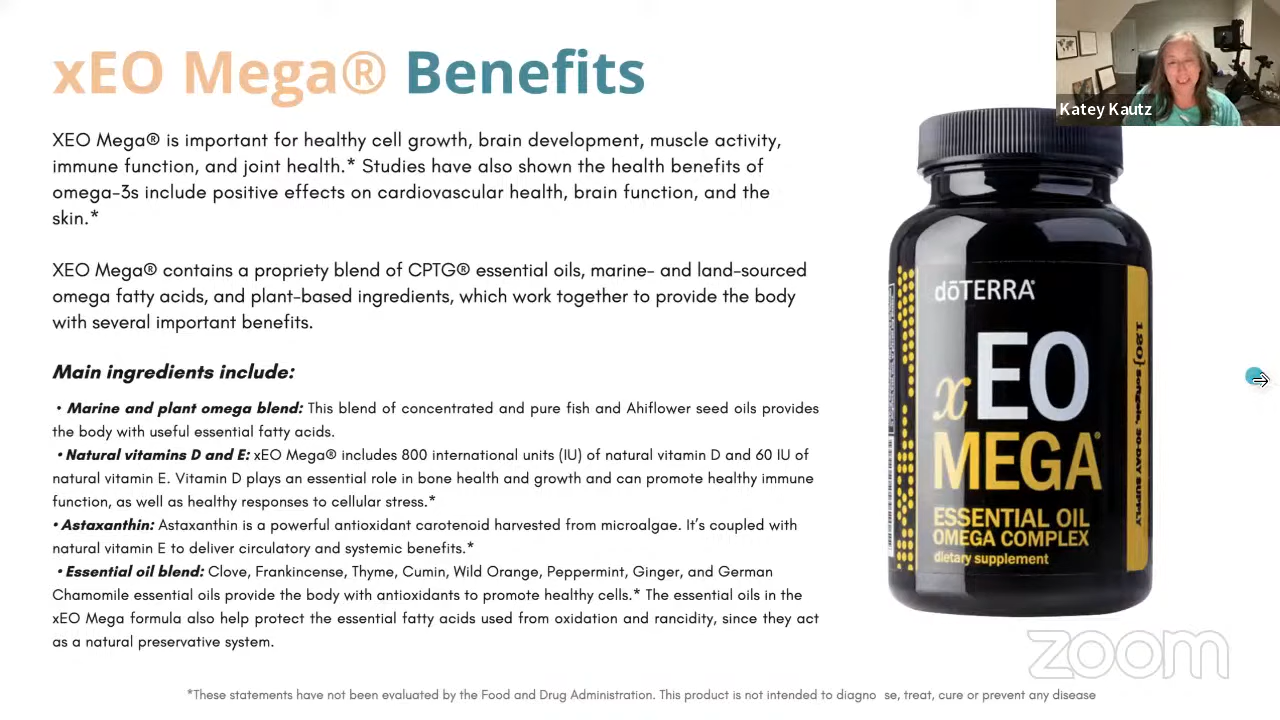 xEO Mega® Benefits
Katey Kautz
XEO Mega® is important for healthy cell growth, brain development, muscle activity,
immune function, and joint health.* Studies have also shown the health benefits of
omega-3s include positive effects on cardiovascular health, brain function, and the
skin.*
XEO Mega® contains a propriety blend of CPTG® essential oils, marine- and land-sourced
omega fatty acids, and plant-based ingredients, which work together to provide the body
with several important benefits.
Main ingredients include:
• Marine and plant omega blend: This blend of concentrated and pure fish and Ahiflower seed oils provides
the body with useful essential fatty acids.
• Natural vitamins D and E: xEO Mega® includes 800 international units (IU) of natural vitamin D and 60 IU of
natural vitamin E. Vitamin D plays an essential role in bone health and growth and can promote healthy immune
function, as well as healthy responses to cellular stress.*
• Astaxanthin: Astaxanthin is a powerful antioxidant carotenoid harvested from microalgae. It’s coupled with
natural vitamin E to deliver circulatory and systemic benefits.*
• Essential oil blend: Clove, Frankincense, Thyme, Cumin, Wild Orange, Peppermint, Ginger, and German
Chamomile essential oils provide the body with antioxidants to promote healthy cells.* The essential oils in the
xEO Mega formula also help protect the essential fatty acids used from oxidation and rancidity, since they act
as a natural preservative system.
dōTERRA®
xEO
MEGA®
ESSENTIAL OIL
OMEGA COMPLEX
dietary supplement
120 Softgels, 30-DAY SUPPLY
zoom
*These statements have not been evaluated by the Food and Drug Administration. This product is not intended to diagno se, treat, cure or prevent any disease